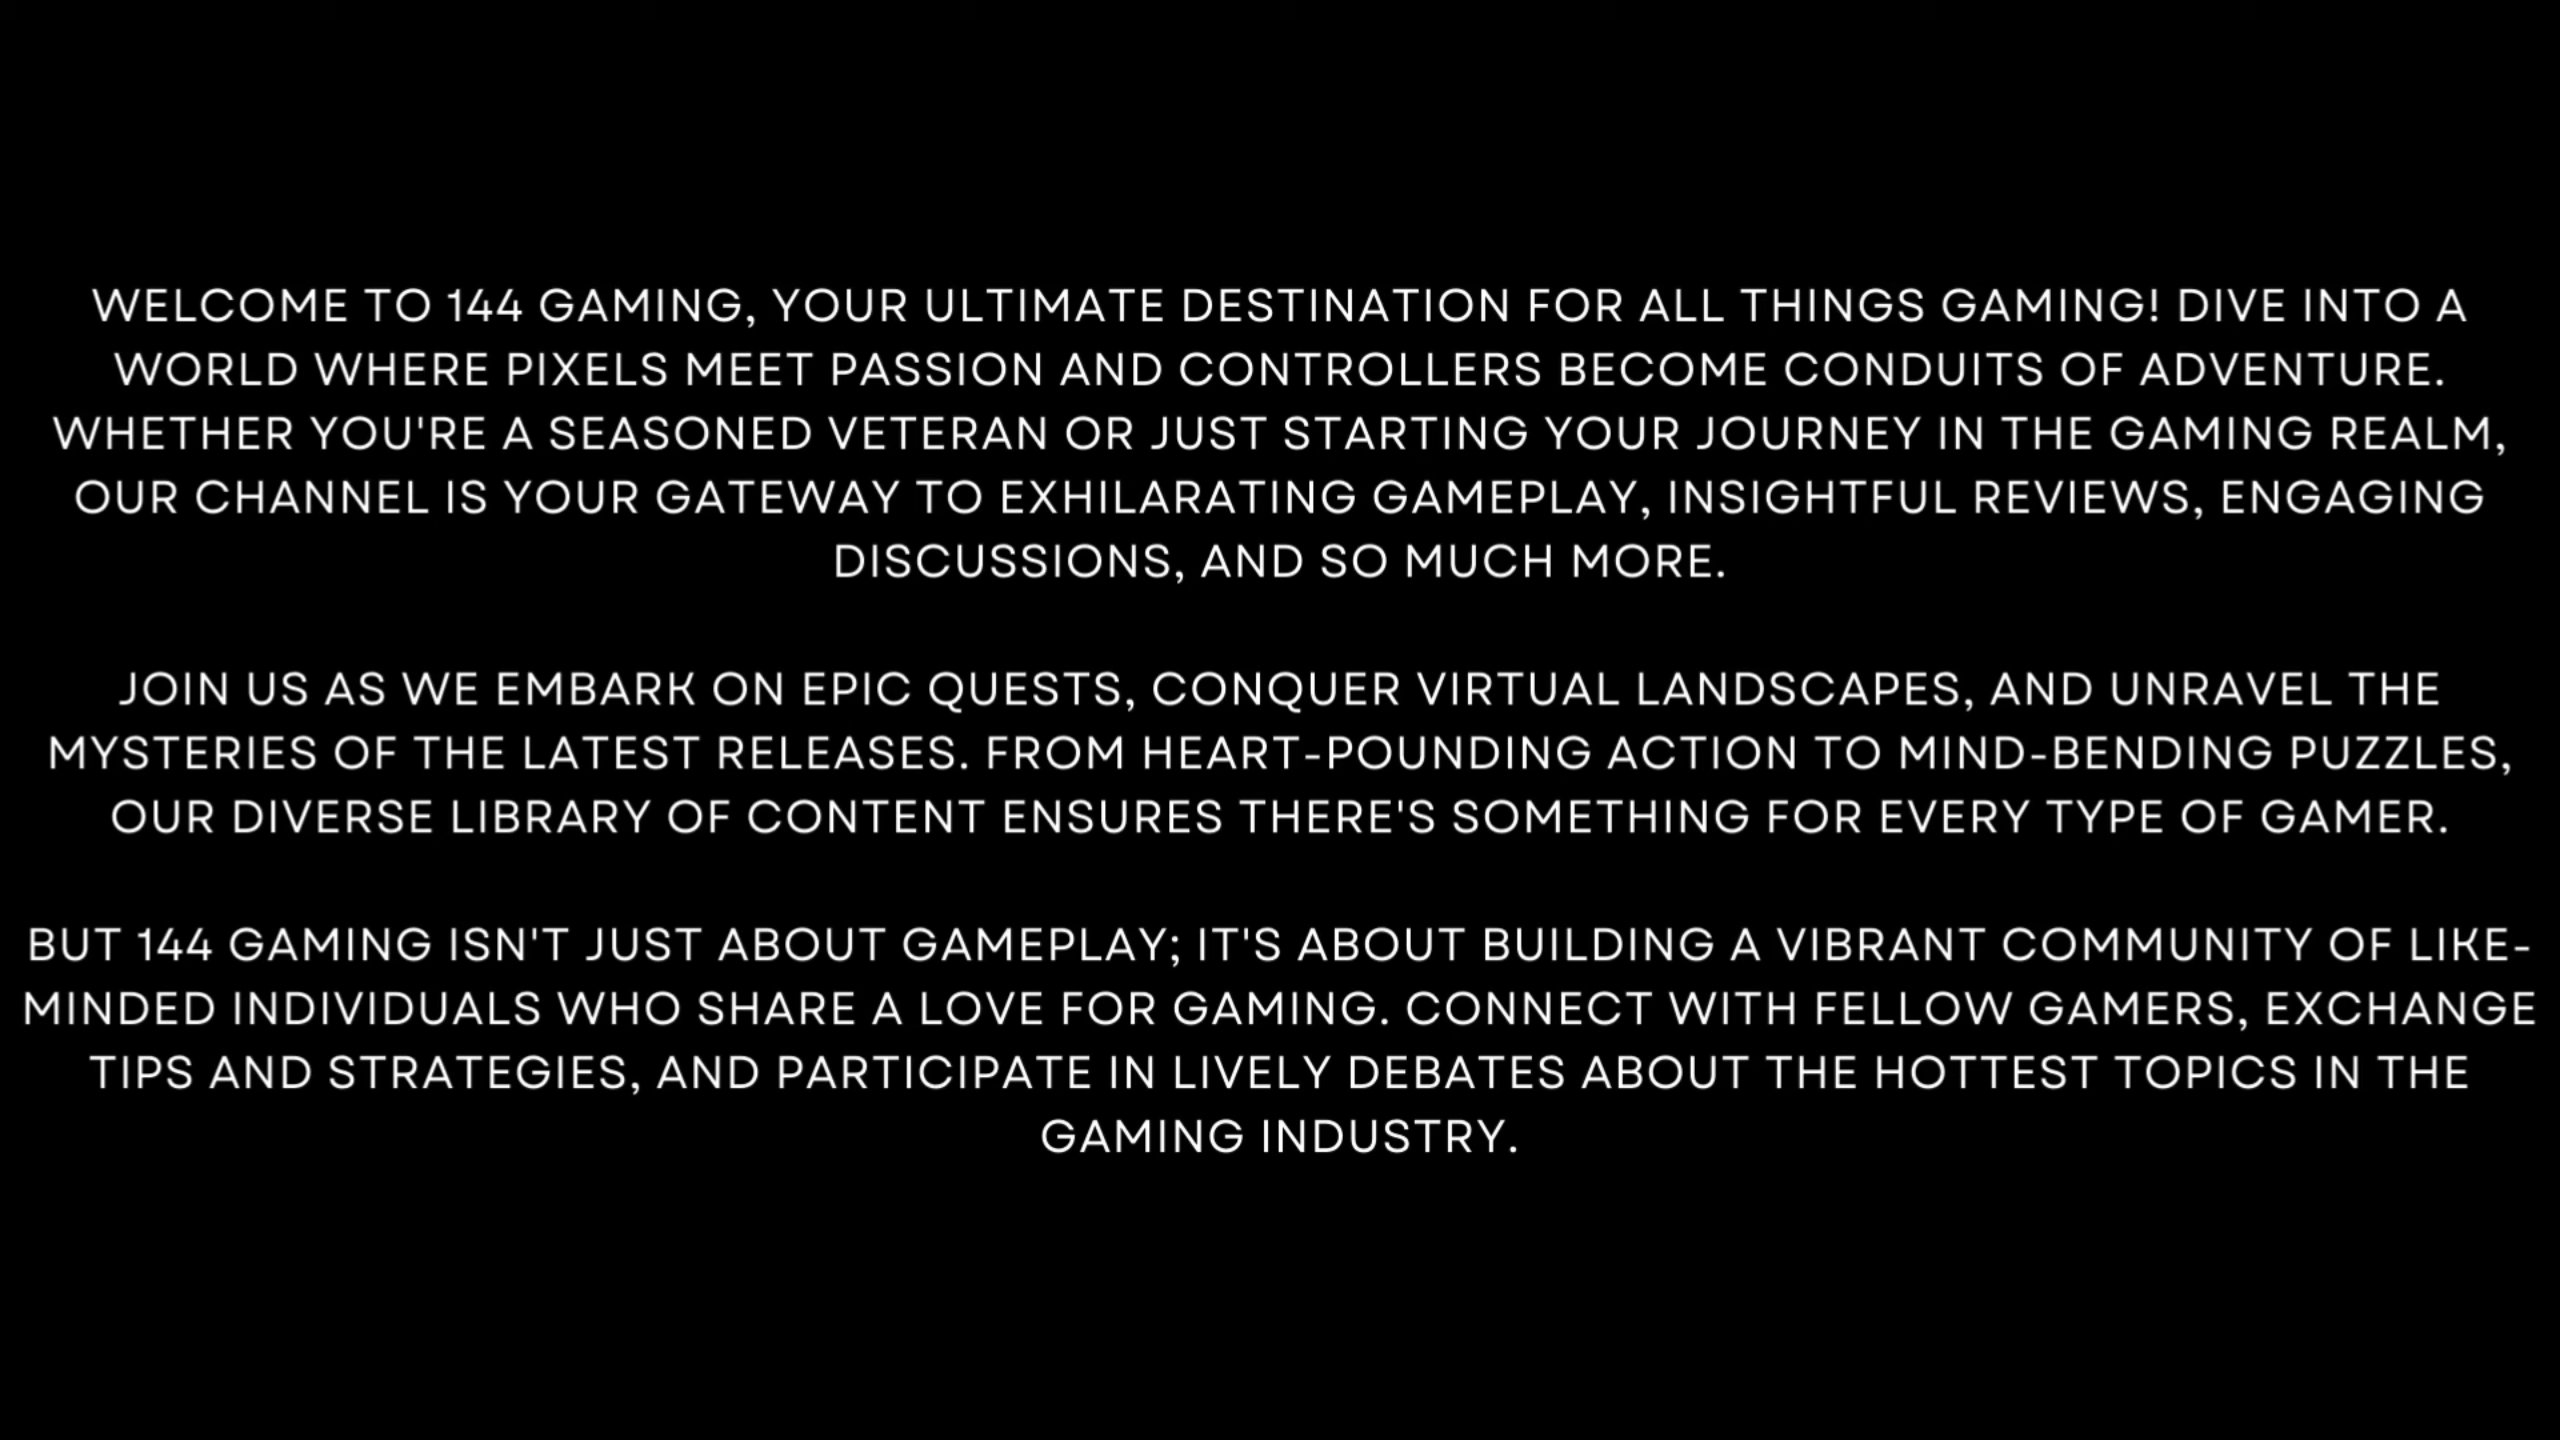 WELCOME TO 144 GAMING, YOUR ULTIMATE DESTINATION FOR ALL THINGS GAMING! DIVE INTO A
WORLD WHERE PIXELS MEET PASSION AND CONTROLLERS BECOME CONDUITS OF ADVENTURE.
WHETHER YOU'RE A SEASONED VETERAN OR JUST STARTING YOUR JOURNEY IN THE GAMING REALM,
OUR CHANNEL IS YOUR GATEWAY TO EXHILARATING GAMEPLAY, INSIGHTFUL REVIEWS, ENGAGING
DISCUSSIONS, AND SO MUCH MORE.
JOIN US AS WE EMBARK ON EPIC QUESTS, CONQUER VIRTUAL LANDSCAPES, AND UNRAVEL THE
MYSTERIES OF THE LATEST RELEASES. FROM HEART-POUNDING ACTION TO MIND-BENDING PUZZLES,
OUR DIVERSE LIBRARY OF CONTENT ENSURES THERE'S SOMETHING FOR EVERY TYPE OF GAMER.
BUT 144 GAMING ISN'T JUST ABOUT GAMEPLAY; IT'S ABOUT BUILDING A VIBRANT COMMUNITY OF LIKE-
MINDED INDIVIDUALS WHO SHARE A LOVE FOR GAMING. CONNECT WITH FELLOW GAMERS, EXCHANGE
TIPS AND STRATEGIES, AND PARTICIPATE IN LIVELY DEBATES ABOUT THE HOTTEST TOPICS IN THE
GAMING INDUSTRY.